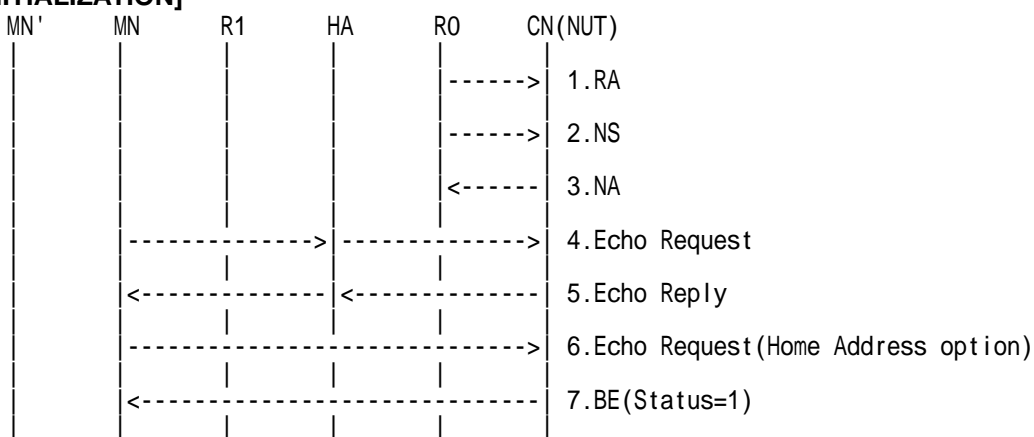 MN' MN R1 HA R0 CN(NUT)
1.RA
2.NS
3.NA
4.Echo Request
5.Echo Reply
6.Echo Request(Home Address option)
7.BE(Status=1)